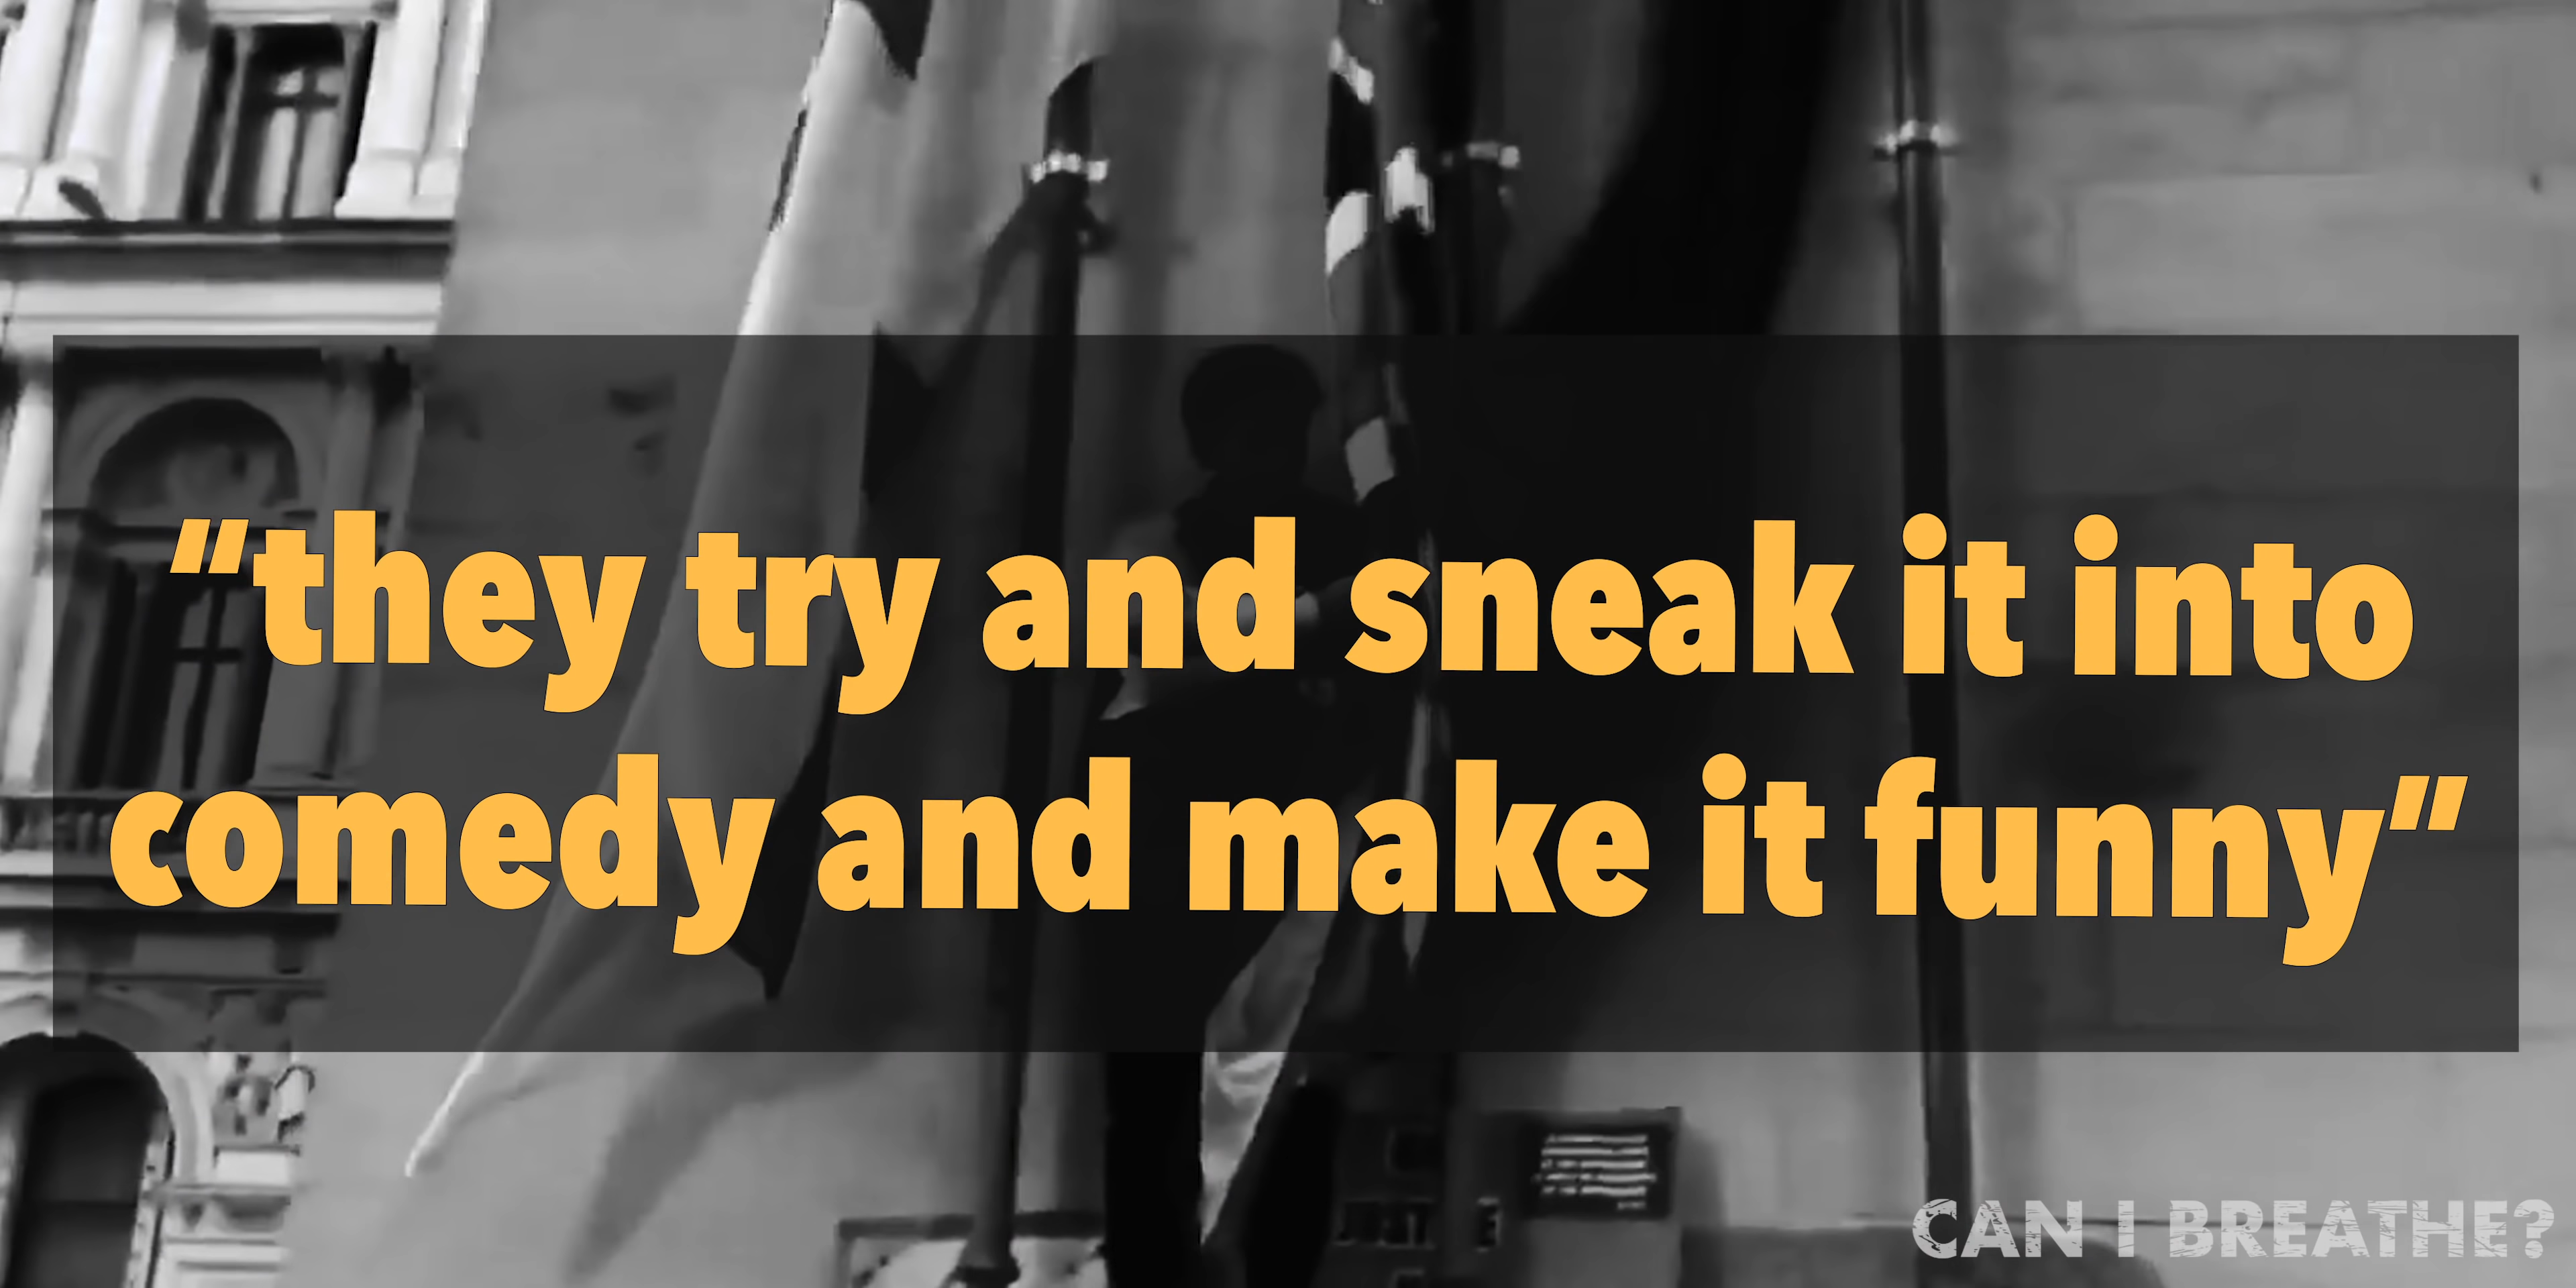 “they try and sneak it into
comedy and make it funny”
CAN I BREATHE?